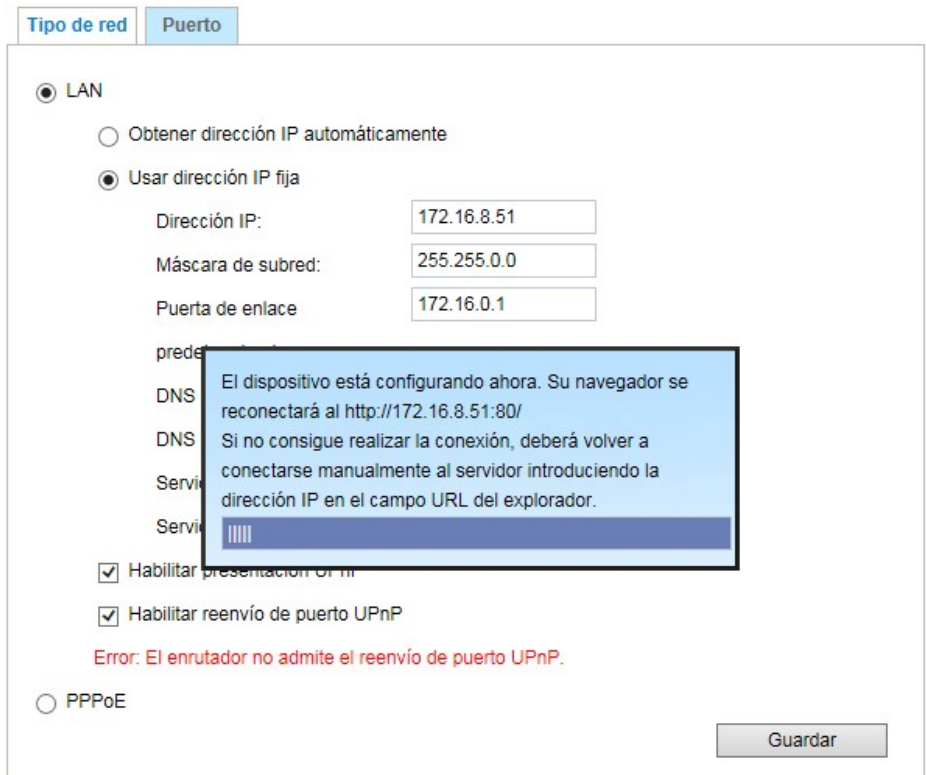 Tipo de red
Puerto
LAN
Obtener dirección IP automáticamente
Usar dirección IP fija
Dirección IP: 172.16.8.51
Máscara de subred: 255.255.0.0
Puerta de enlace 172.16.0.1
El dispositivo está configurando ahora. Su navegador se
reconectará al http://172.16.8.51:80/
Si no consigue realizar la conexión, deberá volver a
conectarse manualmente al servidor introduciendo la
dirección IP en el campo URL del explorador.
DNS
DNS
Habilitar presentación UPnP
Habilitar reenvío de puerto UPnP
Error: El enrutador no admite el reenvío de puerto UPnP.
PPPoE
Guardar